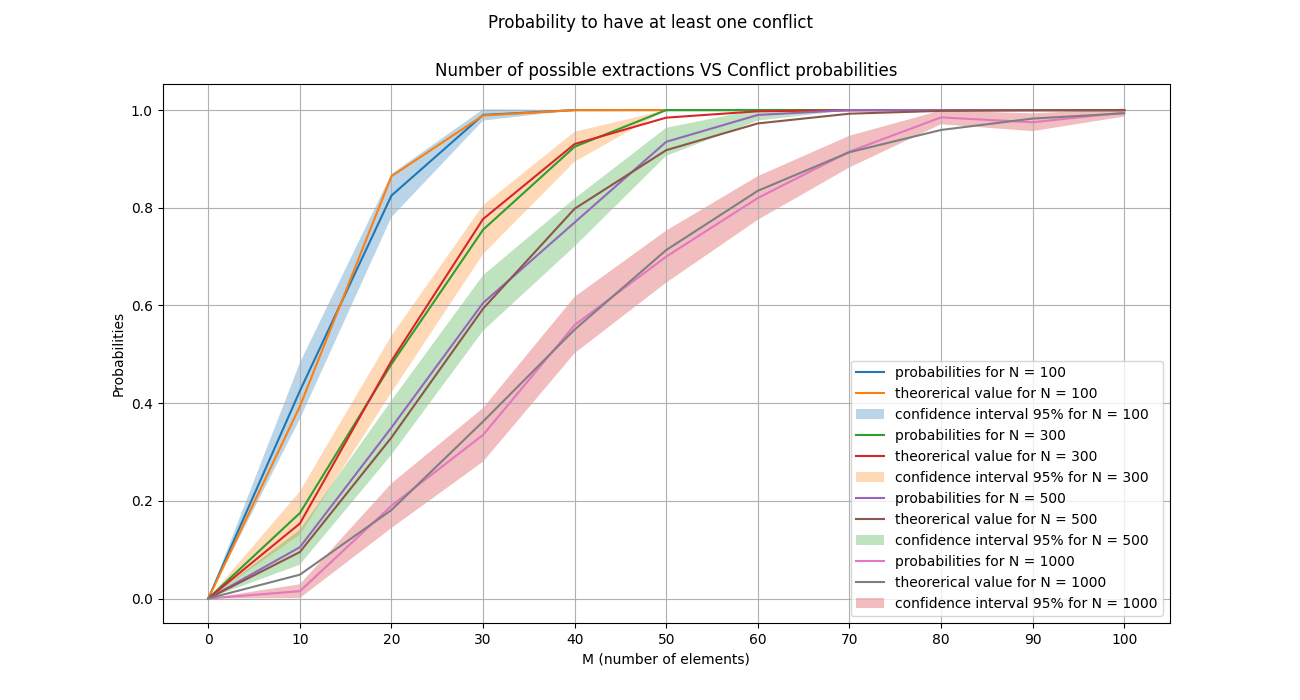 Probability to have at least one conflict
Number of possible extractions VS Conflict probabilities
1.0
0.8
0.6
0.4
0.2
0.0
Probabilities
probabilities for N = 100
theorerical value for N = 100
confidence interval 95% for N = 100
probabilities for N = 300
theorerical value for N = 300
confidence interval 95% for N = 300
probabilities for N = 500
theorerical value for N = 500
confidence interval 95% for N = 500
probabilities for N = 1000
theorerical value for N = 1000
confidence interval 95% for N = 1000
0 10 20 30 40 50 60 70 80 90 100
M (number of elements)